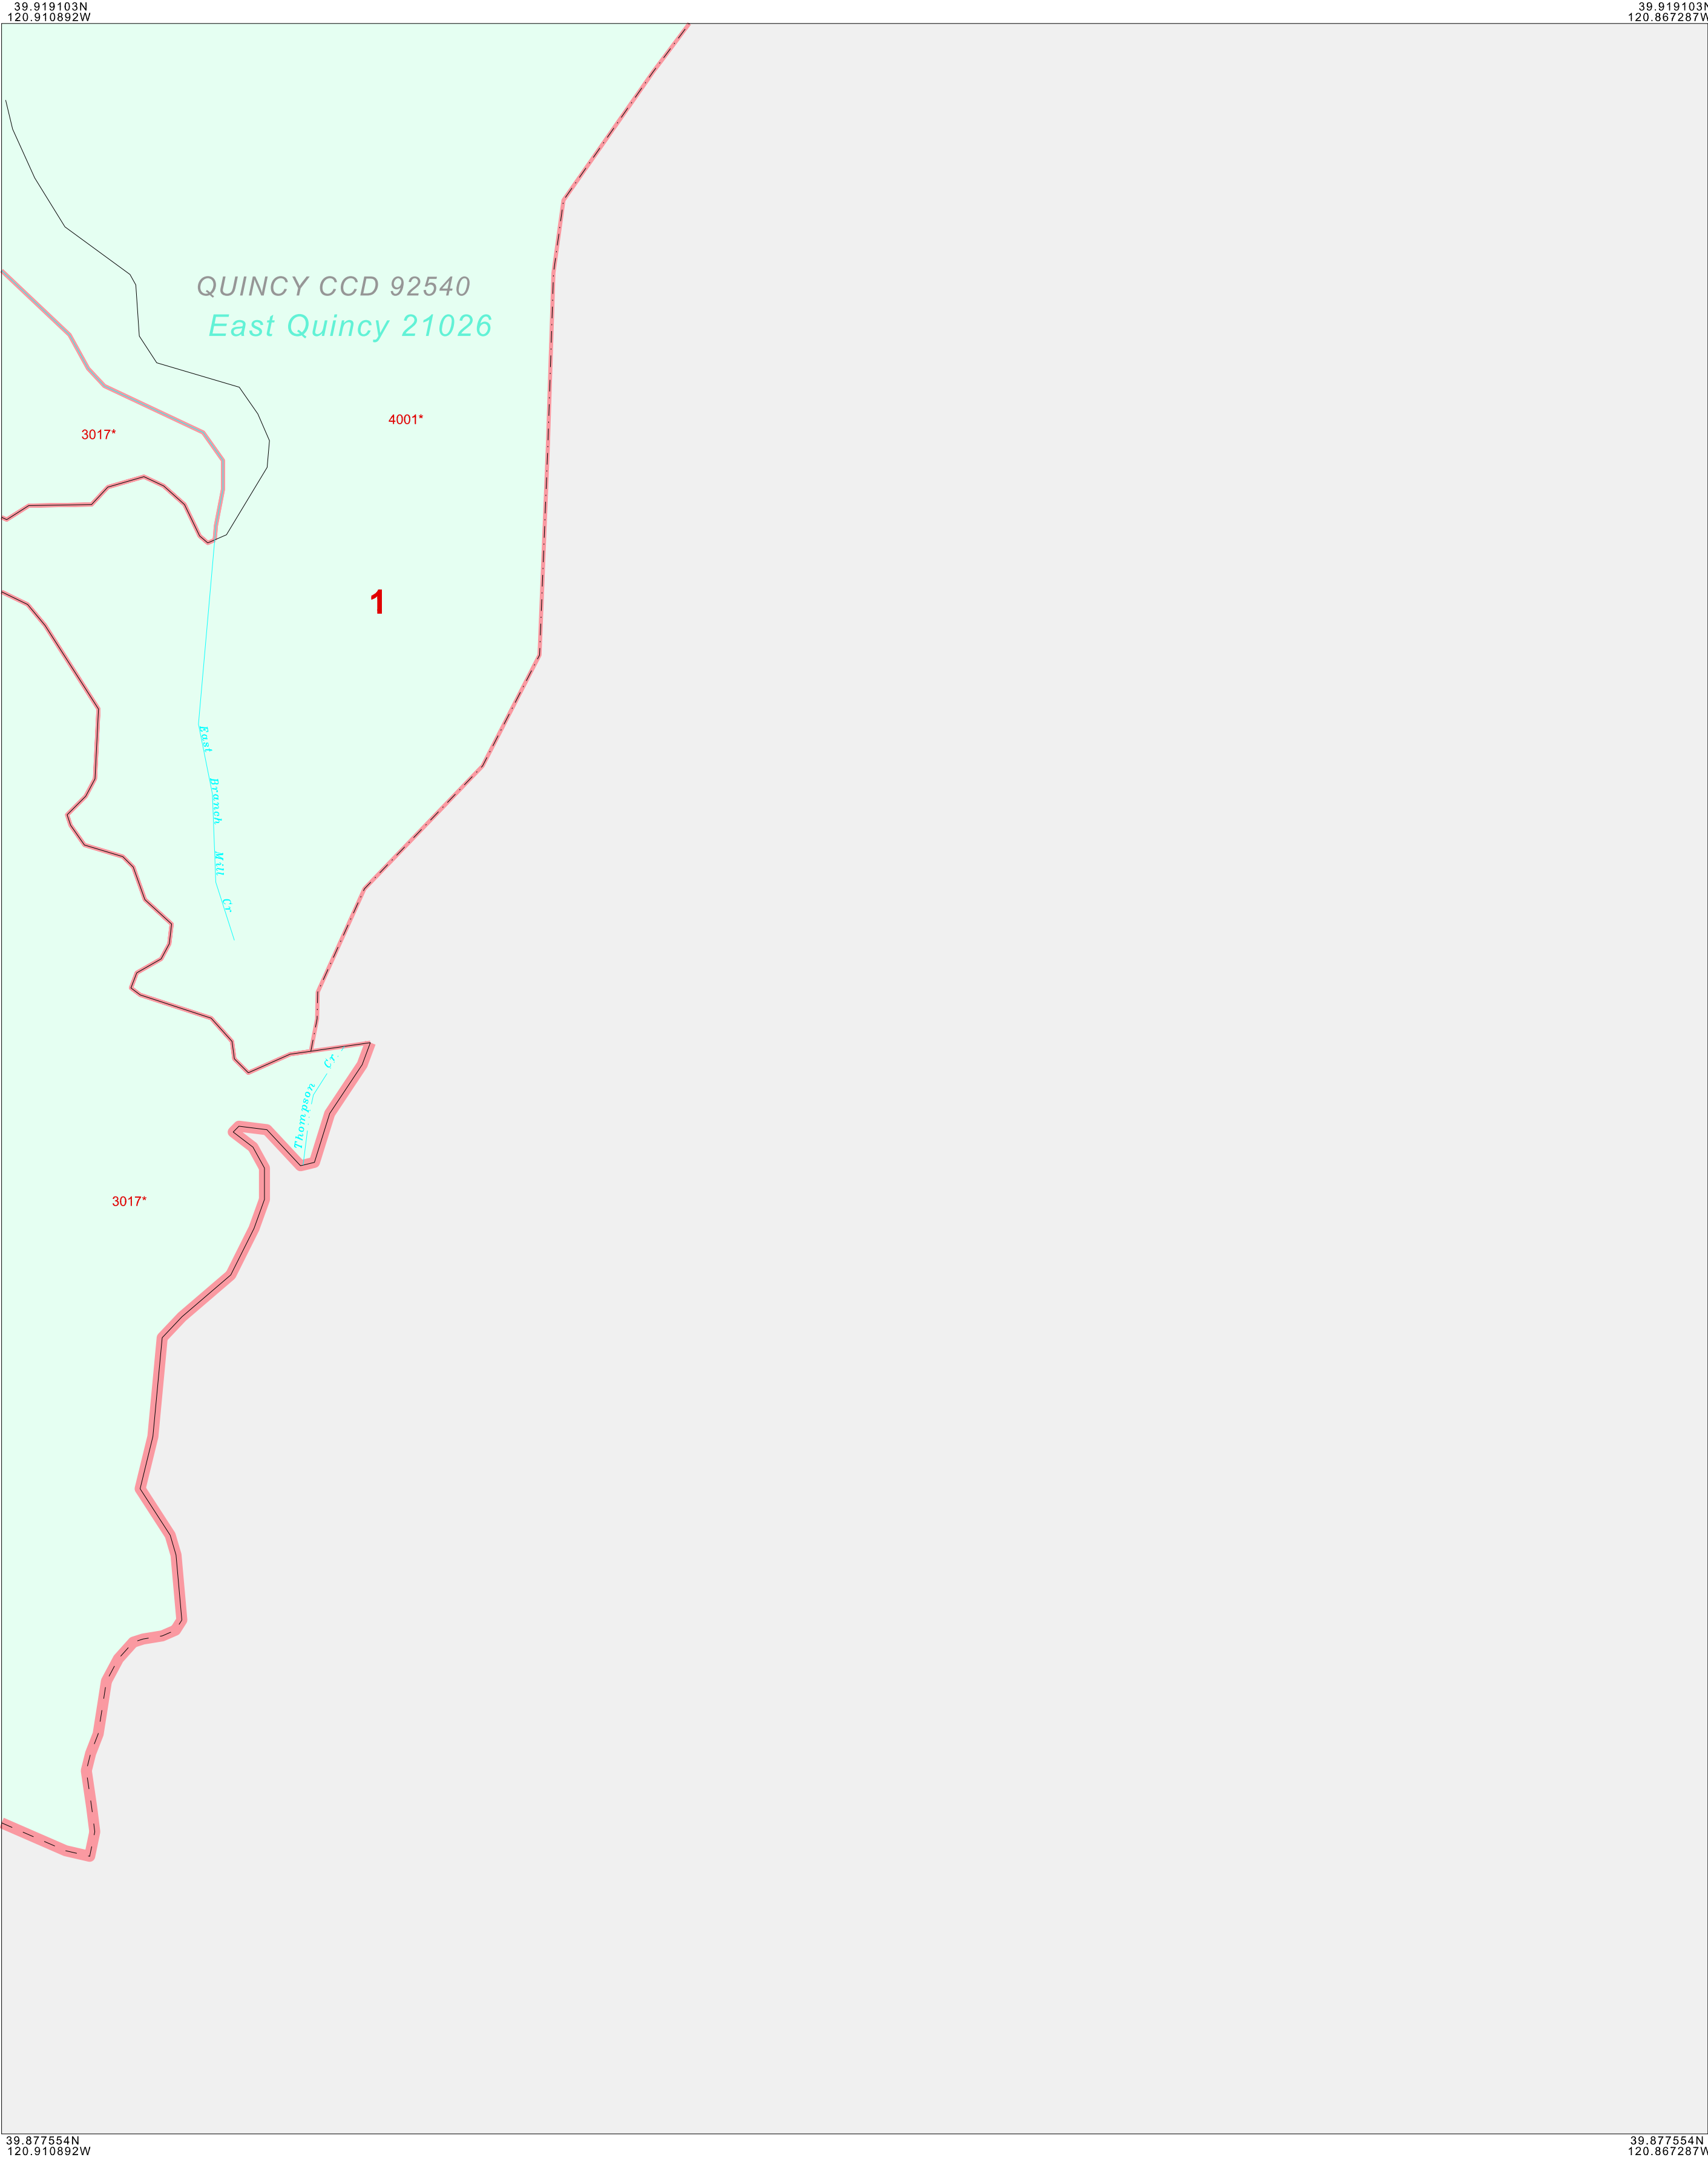 39.919103N
120.910892W
39.919103N
120.867287W
QUINCY CCD 92540
East Quincy 21026
4001*
3017*
1
East Branch Mill Cr
Thompson Cr
3017*
39.877554N
120.910892W
39.877554N
120.867287W